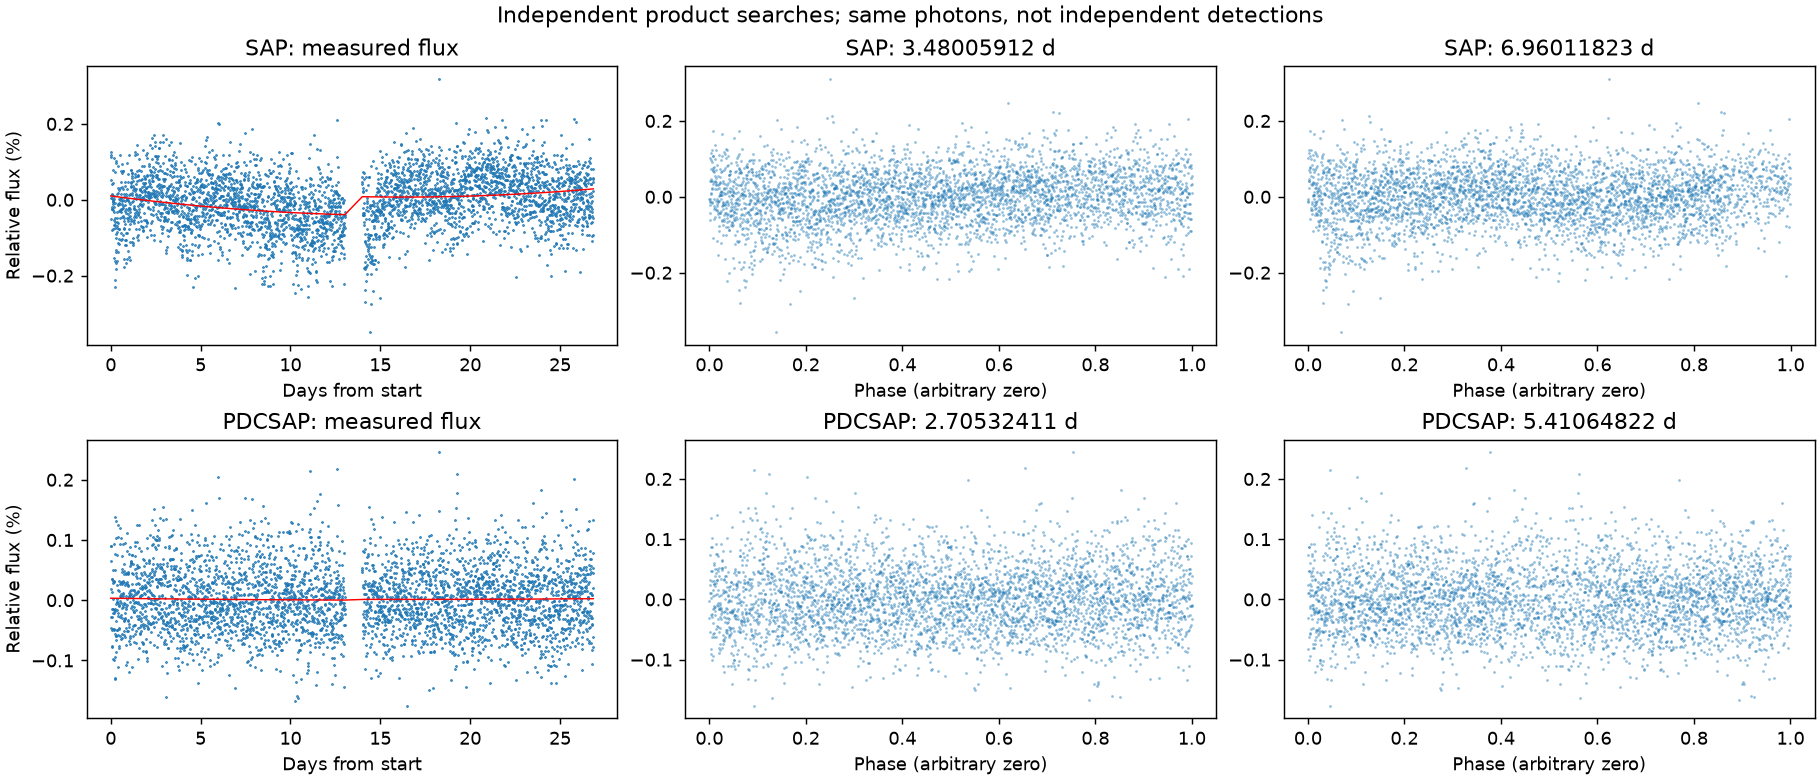 Independent product searches; same photons, not independent detections
SAP: measured flux
SAP: 3.48005912 d
SAP: 6.96011823 d
Relative flux (%)
0.2
0.0
−0.2
0 5 10 15 20 25
Days from start
0.2
0.0
−0.2
0.0 0.2 0.4 0.6 0.8 1.0
Phase (arbitrary zero)
0.2
0.0
−0.2
0.0 0.2 0.4 0.6 0.8 1.0
Phase (arbitrary zero)
PDCSAP: measured flux
PDCSAP: 2.70532411 d
PDCSAP: 5.41064822 d
Relative flux (%)
0.2
0.1
0.0
−0.1
0 5 10 15 20 25
Days from start
0.2
0.1
0.0
−0.1
0.0 0.2 0.4 0.6 0.8 1.0
Phase (arbitrary zero)
0.2
0.1
0.0
−0.1
0.0 0.2 0.4 0.6 0.8 1.0
Phase (arbitrary zero)